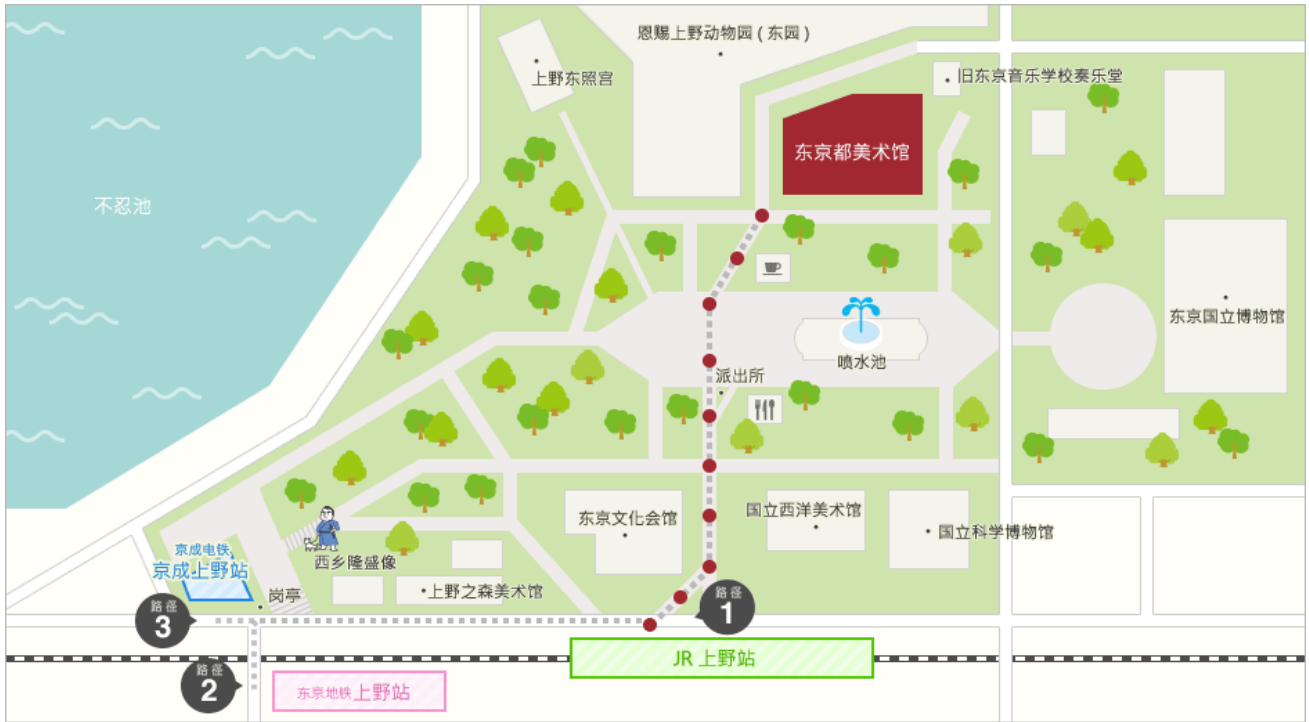 恩赐上野动物园 ( 东园 )
上野东照宫
旧东京音乐学校奏乐堂
东京都美术馆
不忍池
东京国立博物馆
喷水池
派出所
东京文化会馆
国立西洋美术馆
国立科学博物馆
京成电铁
京成上野站
西乡隆盛像
上野之森美术馆
岗亭
路径
1
路径
3
路径
2
JR 上野站
东京地铁 上野站